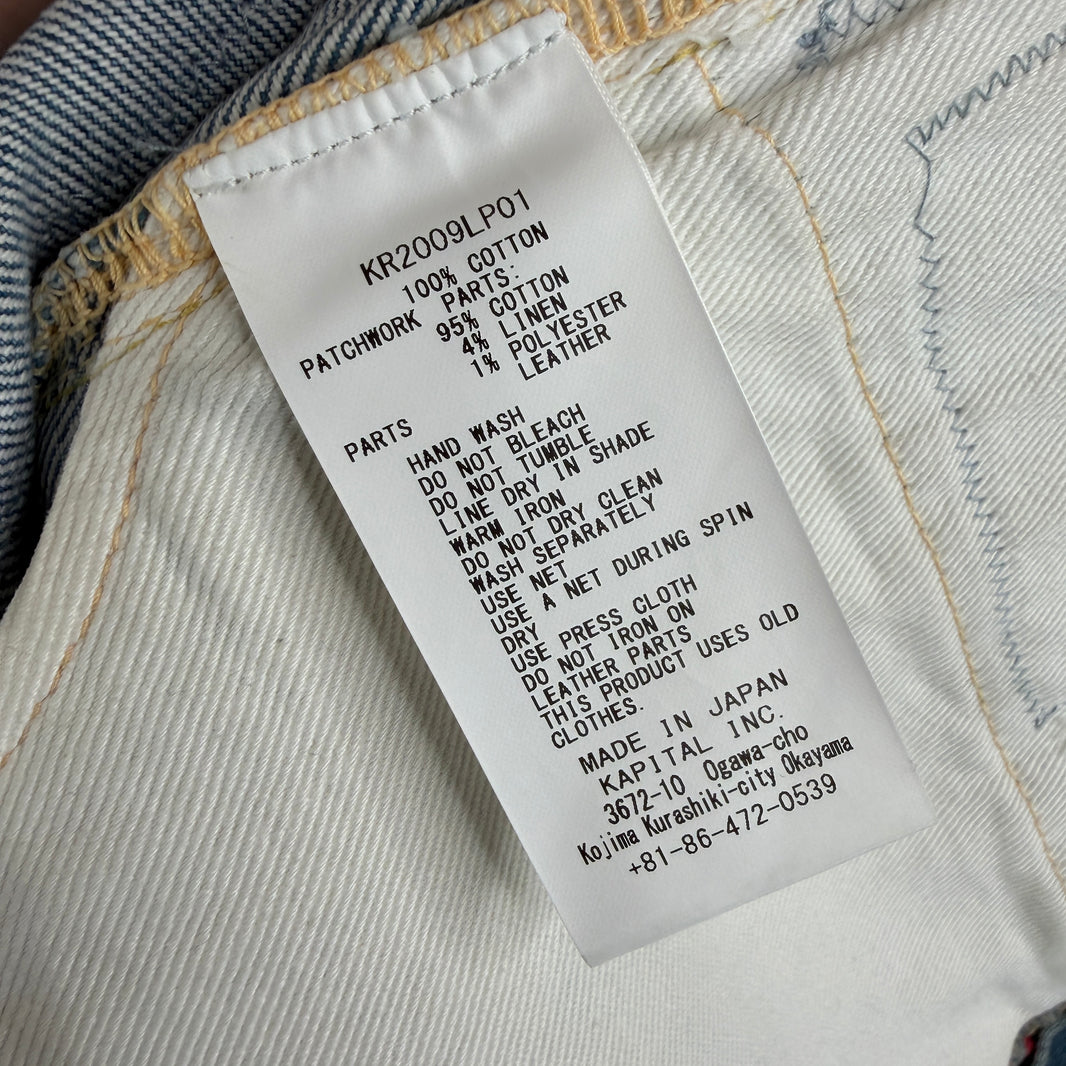 KR2009LP01
100% COTTON
PATCHWORK PARTS:
95% COTTON
4% LINEN
1% POLYESTER
PARTS LEATHER
HAND WASH
DO NOT BLEACH
DO NOT TUMBLE
LINE DRY IN SHADE
WARM IRON
DO NOT DRY CLEAN
WASH SEPARATELY
USE NET
USE A NET DURING SPIN
DRY
USE PRESS CLOTH
DO NOT IRON ON
LEATHER PARTS
THIS PRODUCT USES OLD
CLOTHES.
MADE IN JAPAN
KAPITAL INC.
3672-10 Ogawa-cho
Kojima Kurashiki-city Okayama
+81-86-472-0539